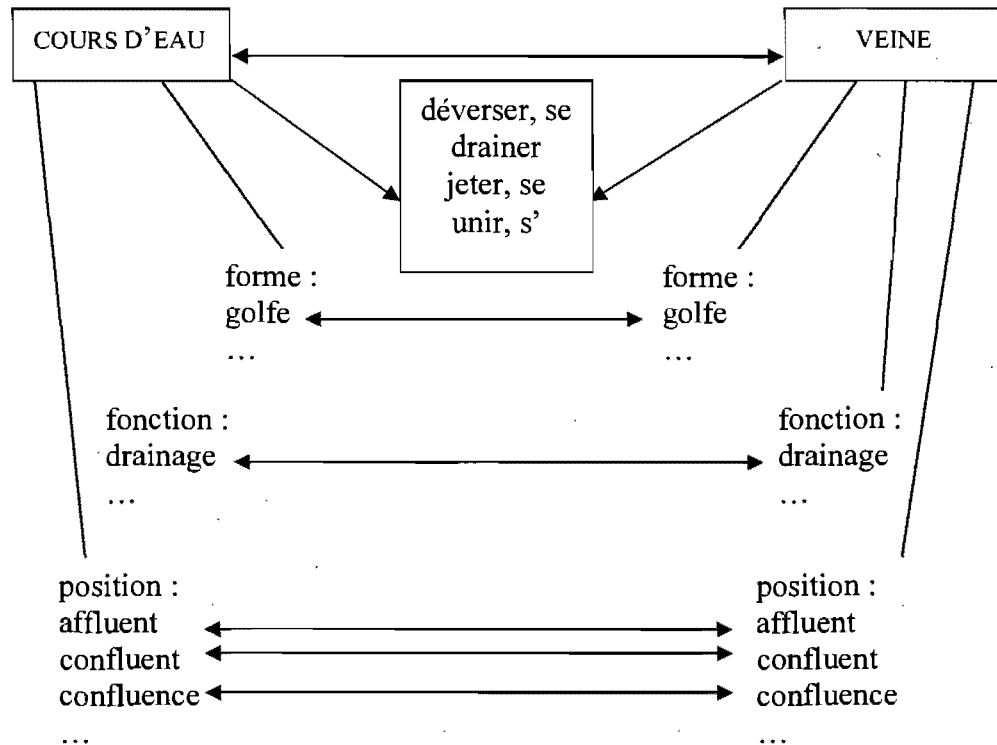 COURS D'EAU
VEINE
déverser, se
drainer
jeter, se
unir, s'
forme :
golfe
…
forme :
golfe
…
fonction :
drainage
…
fonction :
drainage
…
position :
affluent
confluent
confluence
…
position :
affluent
confluent
confluence
…